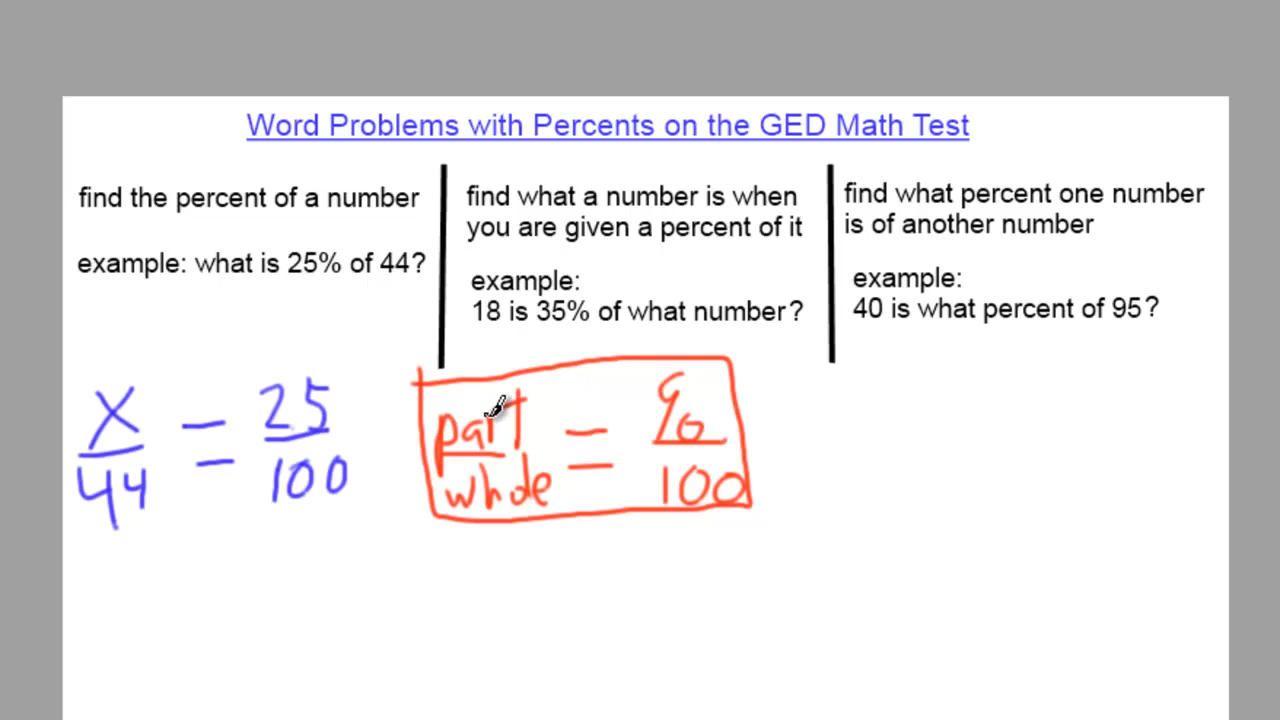 Word Problems with Percents on the GED Math Test
find the percent of a number
example: what is 25% of 44?
find what a number is when
you are given a percent of it
example:
18 is 35% of what number?
find what percent one number
is of another number
example:
40 is what percent of 95?
x = 25
44 100
part = %
whole 100